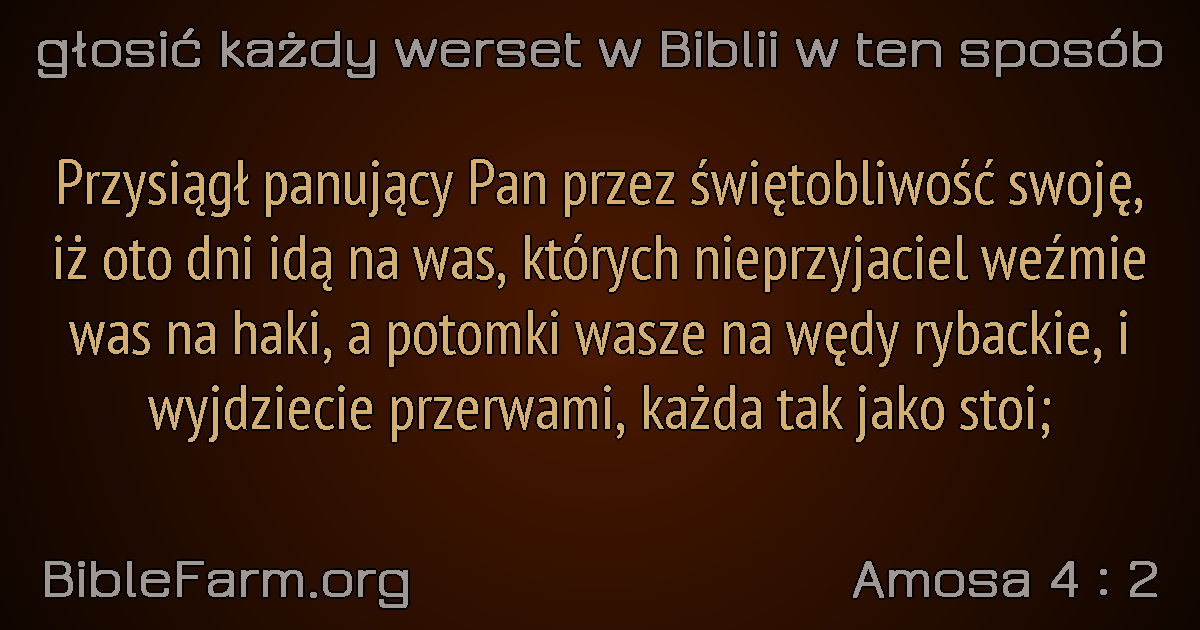 głosić każdy werset w Biblii w ten sposób
Przysiągł panujący Pan przez świętobliwość swoję,
iż oto dni idą na was, których nieprzyjaciel weźmie
was na haki, a potomki wasze na wędy rybackie, i
wyjdziecie przerwami, każda tak jako stoi;
BibleFarm.org
Amosa 4 : 2